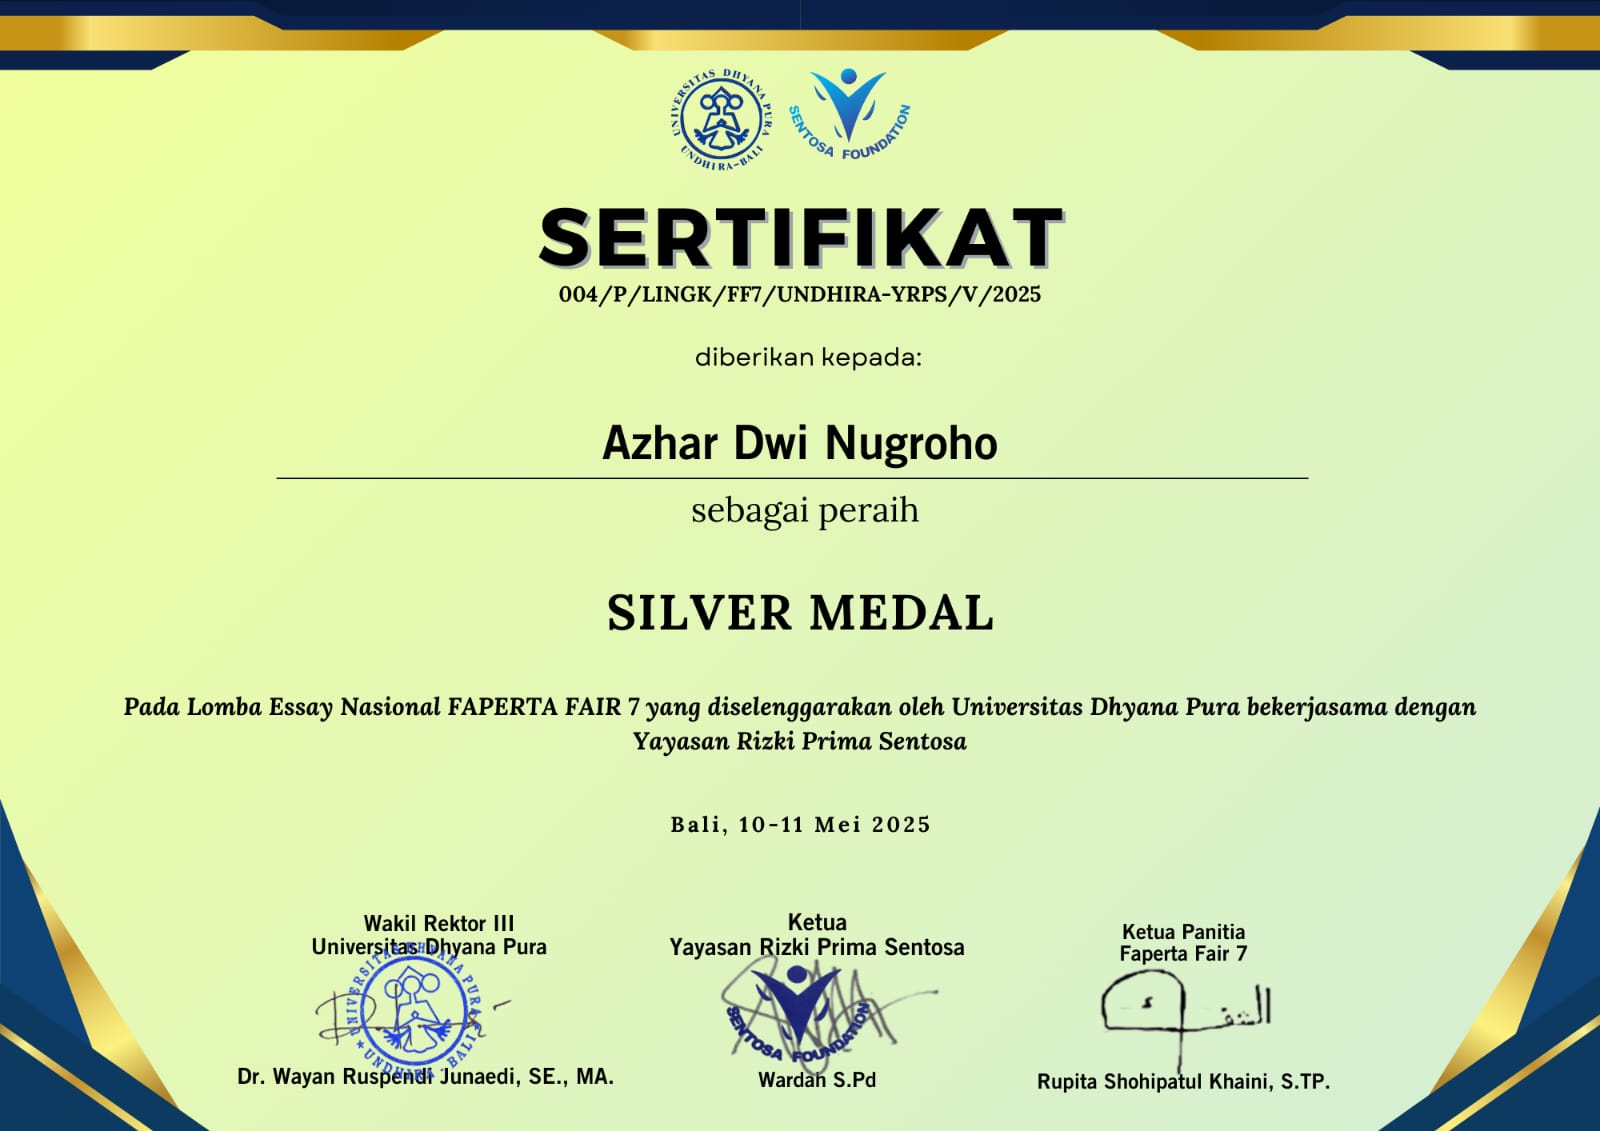 UNIVERSITAS DHYANA PURA
UNDHIRA-BALI
SENTOSA FOUNDATION
SERTIFIKAT
004/P/LINGK/FF7/UNDHIRA-YRPS/V/2025
diberikan kepada:
Azhar Dwi Nugroho
sebagai peraih
SILVER MEDAL
Pada Lomba Essay Nasional FAPERTA FAIR 7 yang diselenggarakan oleh Universitas Dhyana Pura bekerjasama dengan
Yayasan Rizki Prima Sentosa
Bali, 10-11 Mei 2025
Wakil Rektor III
Universitas Dhyana Pura
UNIVERSITAS DHYANA PURA
UNDHIRA - BALI
Dr. Wayan Ruspendi Junaedi, SE., MA.
Ketua
Yayasan Rizki Prima Sentosa
SENTOSA FOUNDATION
Wardah S.Pd
Ketua Panitia
Faperta Fair 7
Rupita Shohipatul Khaini, S.TP.